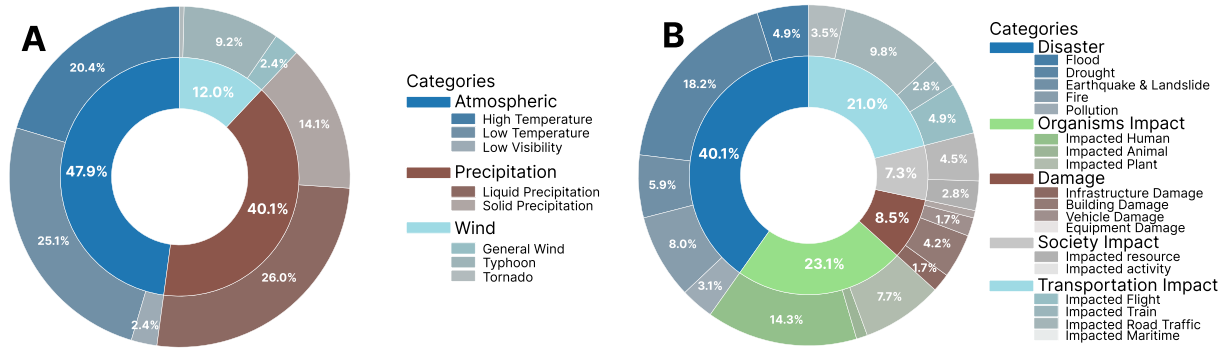 A
20.4%
9.2%
2.4%
12.0%
14.1%
47.9%
40.1%
25.1%
26.0%
2.4%
Categories
Atmospheric
High Temperature
Low Temperature
Low Visibility
Precipitation
Liquid Precipitation
Solid Precipitation
Wind
General Wind
Typhoon
Tornado
B
4.9%
3.5%
9.8%
18.2%
2.8%
21.0%
4.9%
40.1%
4.5%
7.3%
5.9%
2.8%
1.7%
8.5%
8.0%
4.2%
23.1%
1.7%
3.1%
7.7%
14.3%
Categories
Disaster
Flood
Drought
Earthquake & Landslide
Fire
Pollution
Organisms Impact
Impacted Human
Impacted Animal
Impacted Plant
Damage
Infrastructure Damage
Building Damage
Vehicle Damage
Equipment Damage
Society Impact
Impacted resource
Impacted activity
Transportation Impact
Impacted Flight
Impacted Train
Impacted Road Traffic
Impacted Maritime